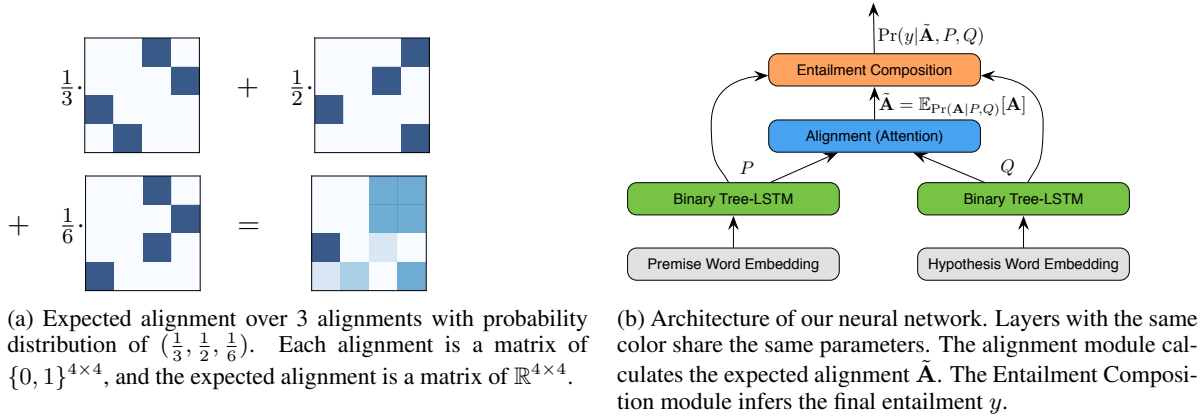 1/3 · + 1/2 ·
+ 1/6 · =
(a) Expected alignment over 3 alignments with probability
distribution of (1/3, 1/2, 1/6). Each alignment is a matrix of
{0, 1}^{4×4}, and the expected alignment is a matrix of ℝ^{4×4}.
Pr(y|Ã, P, Q)
Entailment Composition
Ã = 𝔼_{Pr(A|P,Q)}[A]
Alignment (Attention)
P Q
Binary Tree-LSTM Binary Tree-LSTM
Premise Word Embedding Hypothesis Word Embedding
(b) Architecture of our neural network. Layers with the same
color share the same parameters. The alignment module cal-
culates the expected alignment Ã. The Entailment Composi-
tion module infers the final entailment y.